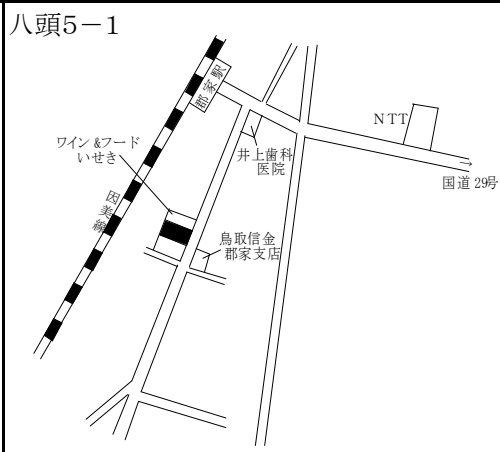 八頭5-1
郡家駅
NTT
ワイン&フード
いせき
井上歯科
医院
国道 29号
因美線
鳥取信金
郡家支店